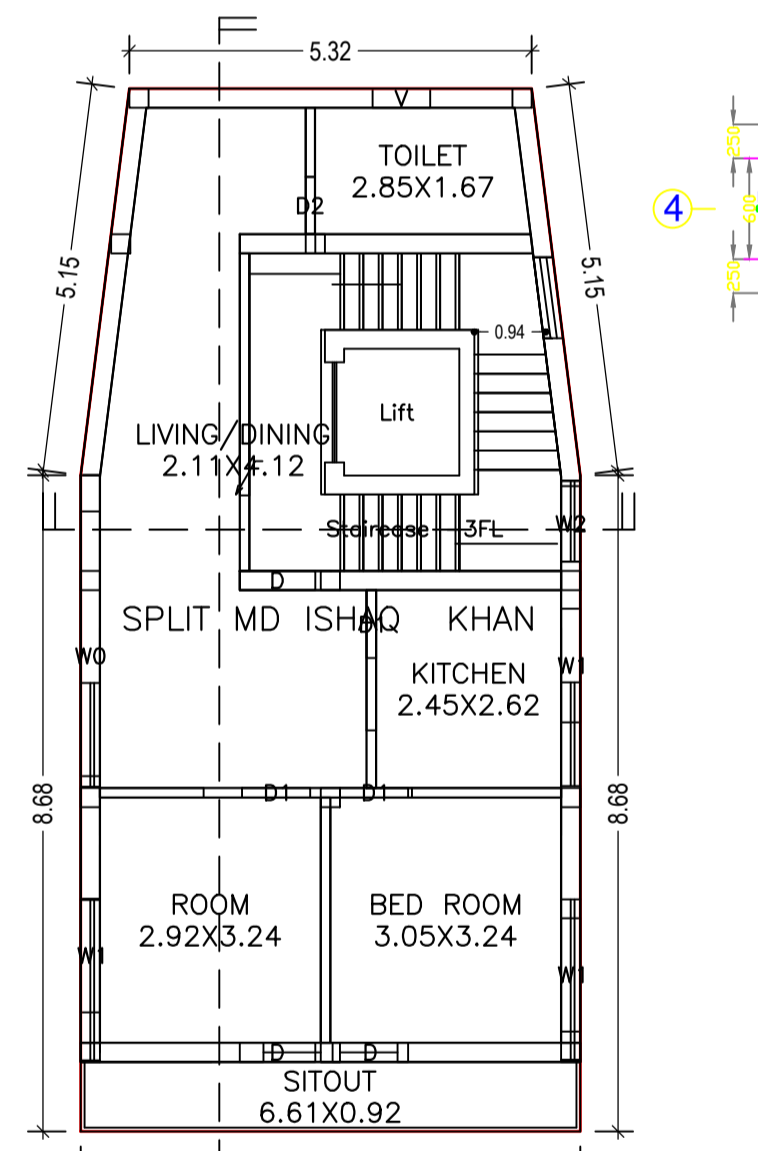 5.32
V
TOILET
2.85X1.67
250
D2
4
600
5.15
5.15
250
0.94
Lift
LIVING/DINING
2.11X4.12
Staircase 3FL
W2
D
SPLIT MD ISHAQ KHAN
D1
W0
W1
KITCHEN
2.45X2.62
D1
D1
8.68
8.68
ROOM
2.92X3.24
BED ROOM
3.05X3.24
W1
W1
D
D
SITOUT
6.61X0.92